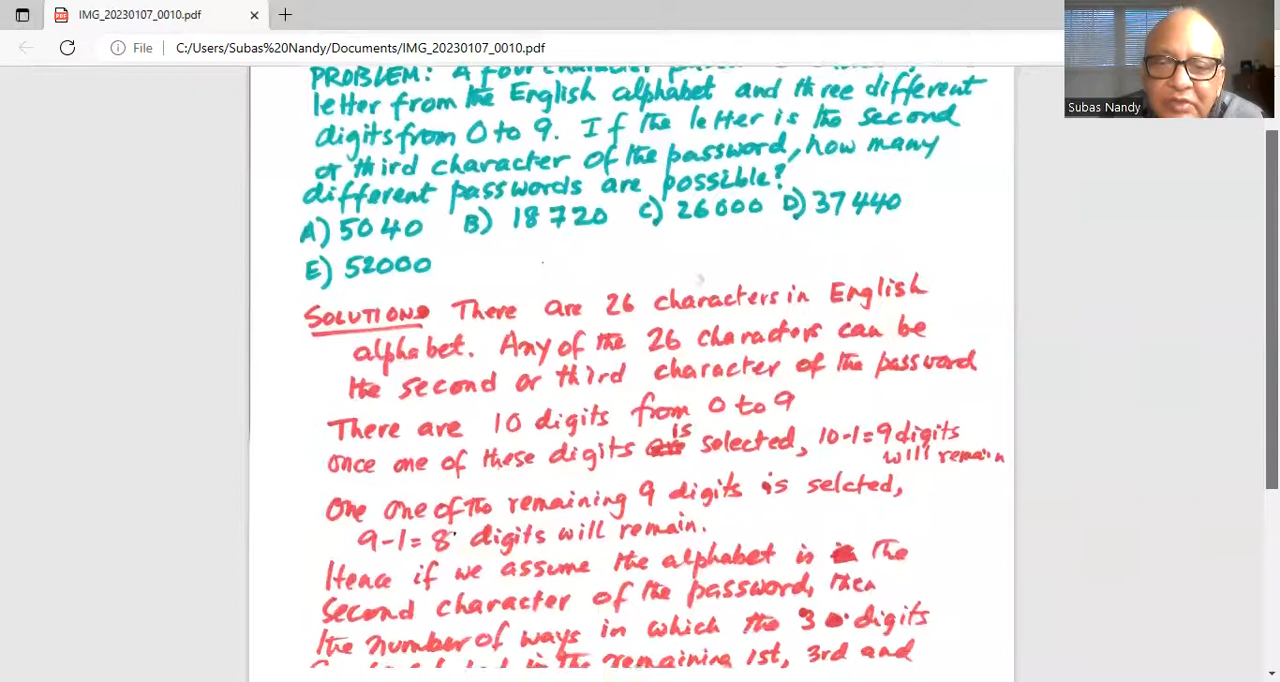 IMG_20230107_0010.pdf
File C:/Users/Subas%20Nandy/Documents/IMG_20230107_0010.pdf
Subas Nandy
PROBLEM: A four character
letter from the English alphabet and three different
digits from 0 to 9. If the letter is the second
or third character of the password, how many
different passwords are possible?
A) 5040 B) 18720 C) 26000 D) 37440
E) 52000
SOLUTION There are 26 characters in English
alphabet. Any of the 26 characters can be
the second or third character of the password
There are 10 digits from 0 to 9
once one of these digits is selected, 10-1=9 digits
will remain
One one of the remaining 9 digits is selcted,
9-1=8 digits will remain.
Hence if we assume the alphabet is the
second character of the password, then
the number of ways in which the 3 digits
in the remaining 1st, 3rd and